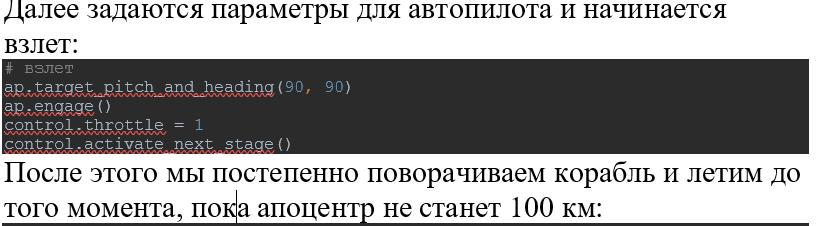 Далее задаются параметры для автопилота и начинается
взлет:
# взлет
ap.target_pitch_and_heading(90, 90)
ap.engage()
control.throttle = 1
control.activate_next_stage()
После этого мы постепенно поворачиваем корабль и летим до
того момента, пока апоцентр не станет 100 км: